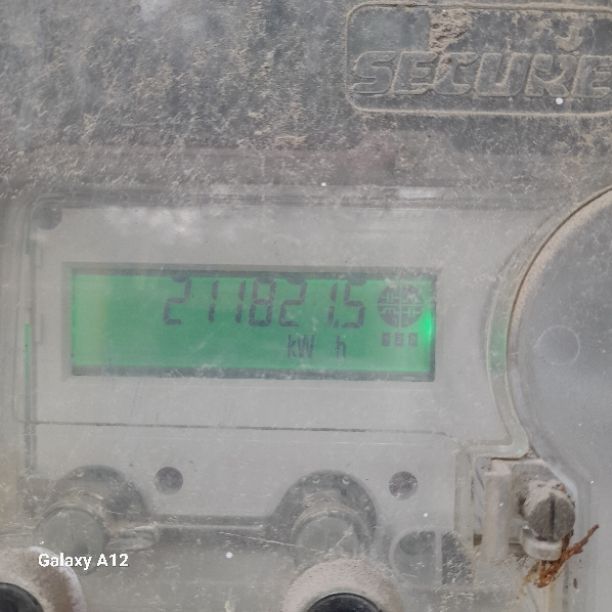 SECURE
211821.5
kW h
Galaxy A12